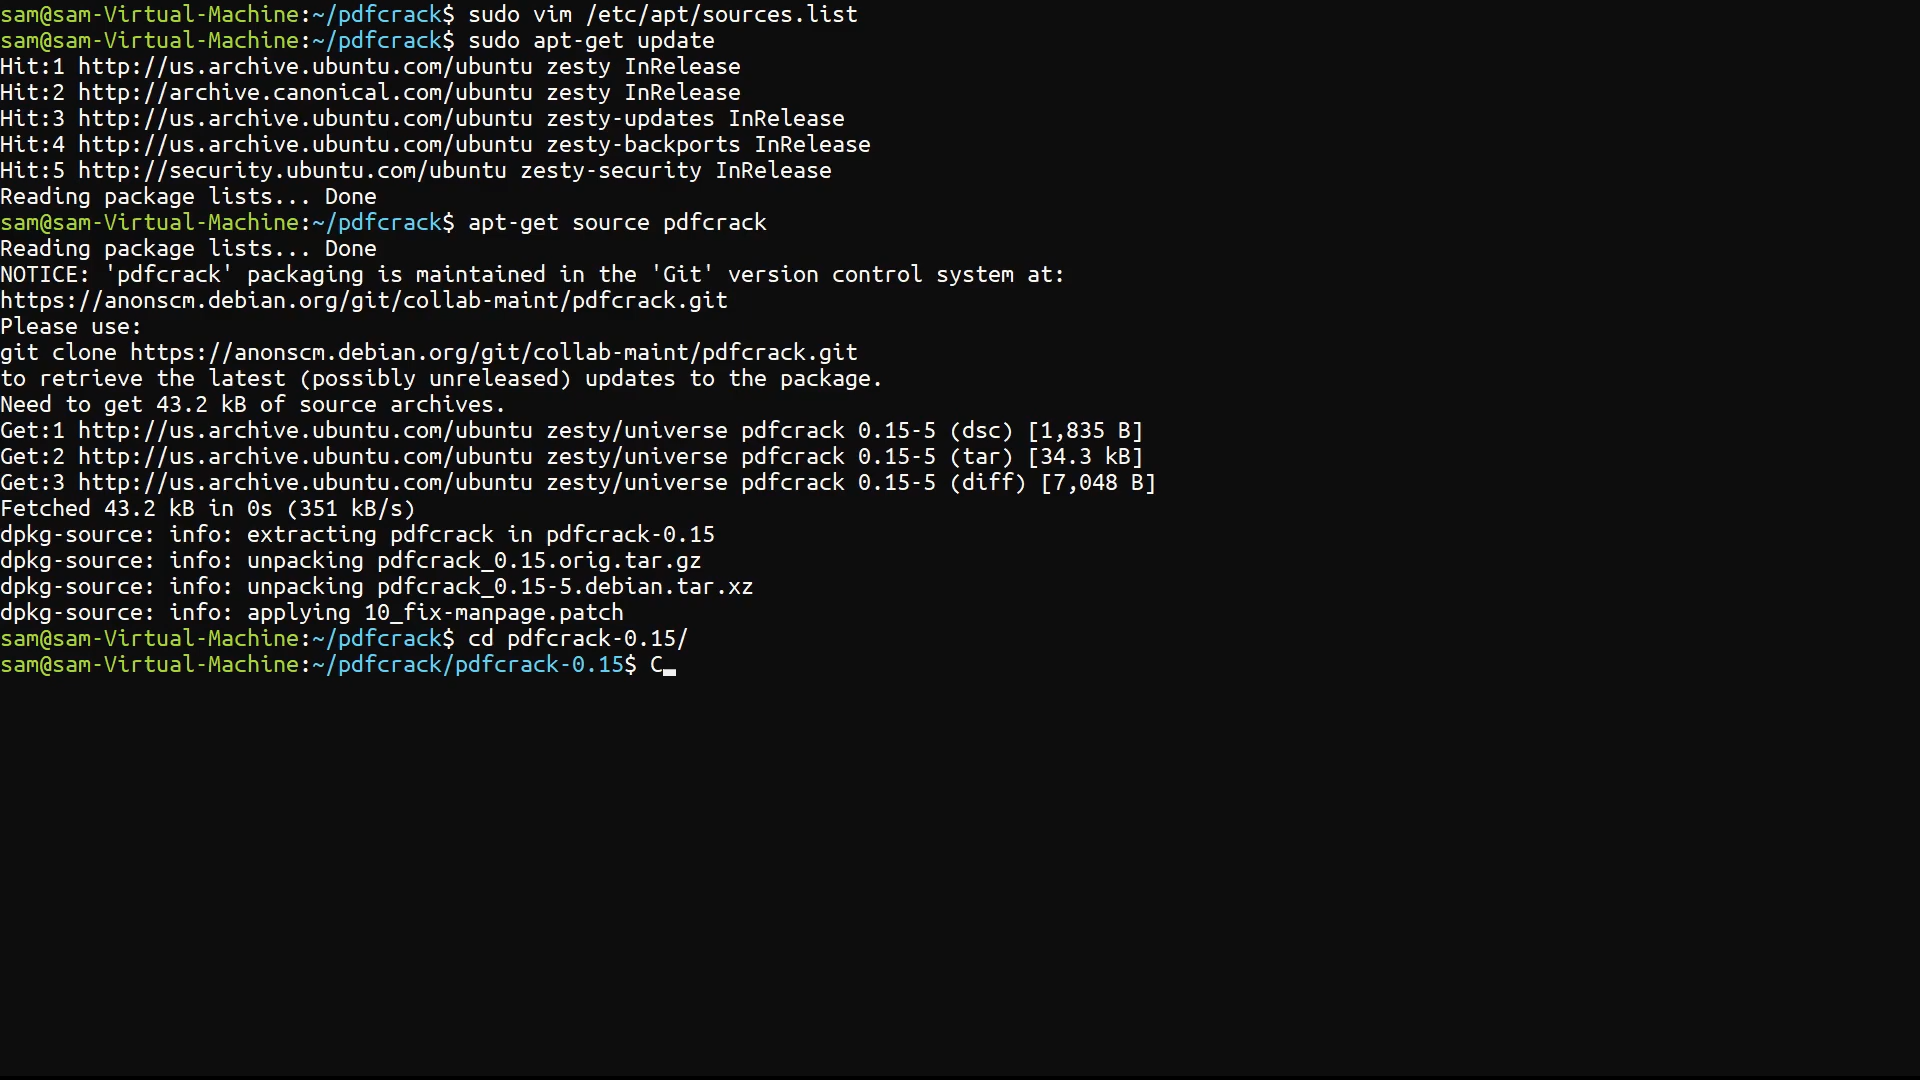 sam@sam-Virtual-Machine:~/pdfcrack$ sudo vim /etc/apt/sources.list
sam@sam-Virtual-Machine:~/pdfcrack$ sudo apt-get update
Hit:1 http://us.archive.ubuntu.com/ubuntu zesty InRelease
Hit:2 http://archive.canonical.com/ubuntu zesty InRelease
Hit:3 http://us.archive.ubuntu.com/ubuntu zesty-updates InRelease
Hit:4 http://us.archive.ubuntu.com/ubuntu zesty-backports InRelease
Hit:5 http://security.ubuntu.com/ubuntu zesty-security InRelease
Reading package lists... Done
sam@sam-Virtual-Machine:~/pdfcrack$ apt-get source pdfcrack
Reading package lists... Done
NOTICE: 'pdfcrack' packaging is maintained in the 'Git' version control system at:
https://anonscm.debian.org/git/collab-maint/pdfcrack.git
Please use:
git clone https://anonscm.debian.org/git/collab-maint/pdfcrack.git
to retrieve the latest (possibly unreleased) updates to the package.
Need to get 43.2 kB of source archives.
Get:1 http://us.archive.ubuntu.com/ubuntu zesty/universe pdfcrack 0.15-5 (dsc) [1,835 B]
Get:2 http://us.archive.ubuntu.com/ubuntu zesty/universe pdfcrack 0.15-5 (tar) [34.3 kB]
Get:3 http://us.archive.ubuntu.com/ubuntu zesty/universe pdfcrack 0.15-5 (diff) [7,048 B]
Fetched 43.2 kB in 0s (351 kB/s)
dpkg-source: info: extracting pdfcrack in pdfcrack-0.15
dpkg-source: info: unpacking pdfcrack_0.15.orig.tar.gz
dpkg-source: info: unpacking pdfcrack_0.15-5.debian.tar.xz
dpkg-source: info: applying 10_fix-manpage.patch
sam@sam-Virtual-Machine:~/pdfcrack$ cd pdfcrack-0.15/
sam@sam-Virtual-Machine:~/pdfcrack/pdfcrack-0.15$ C